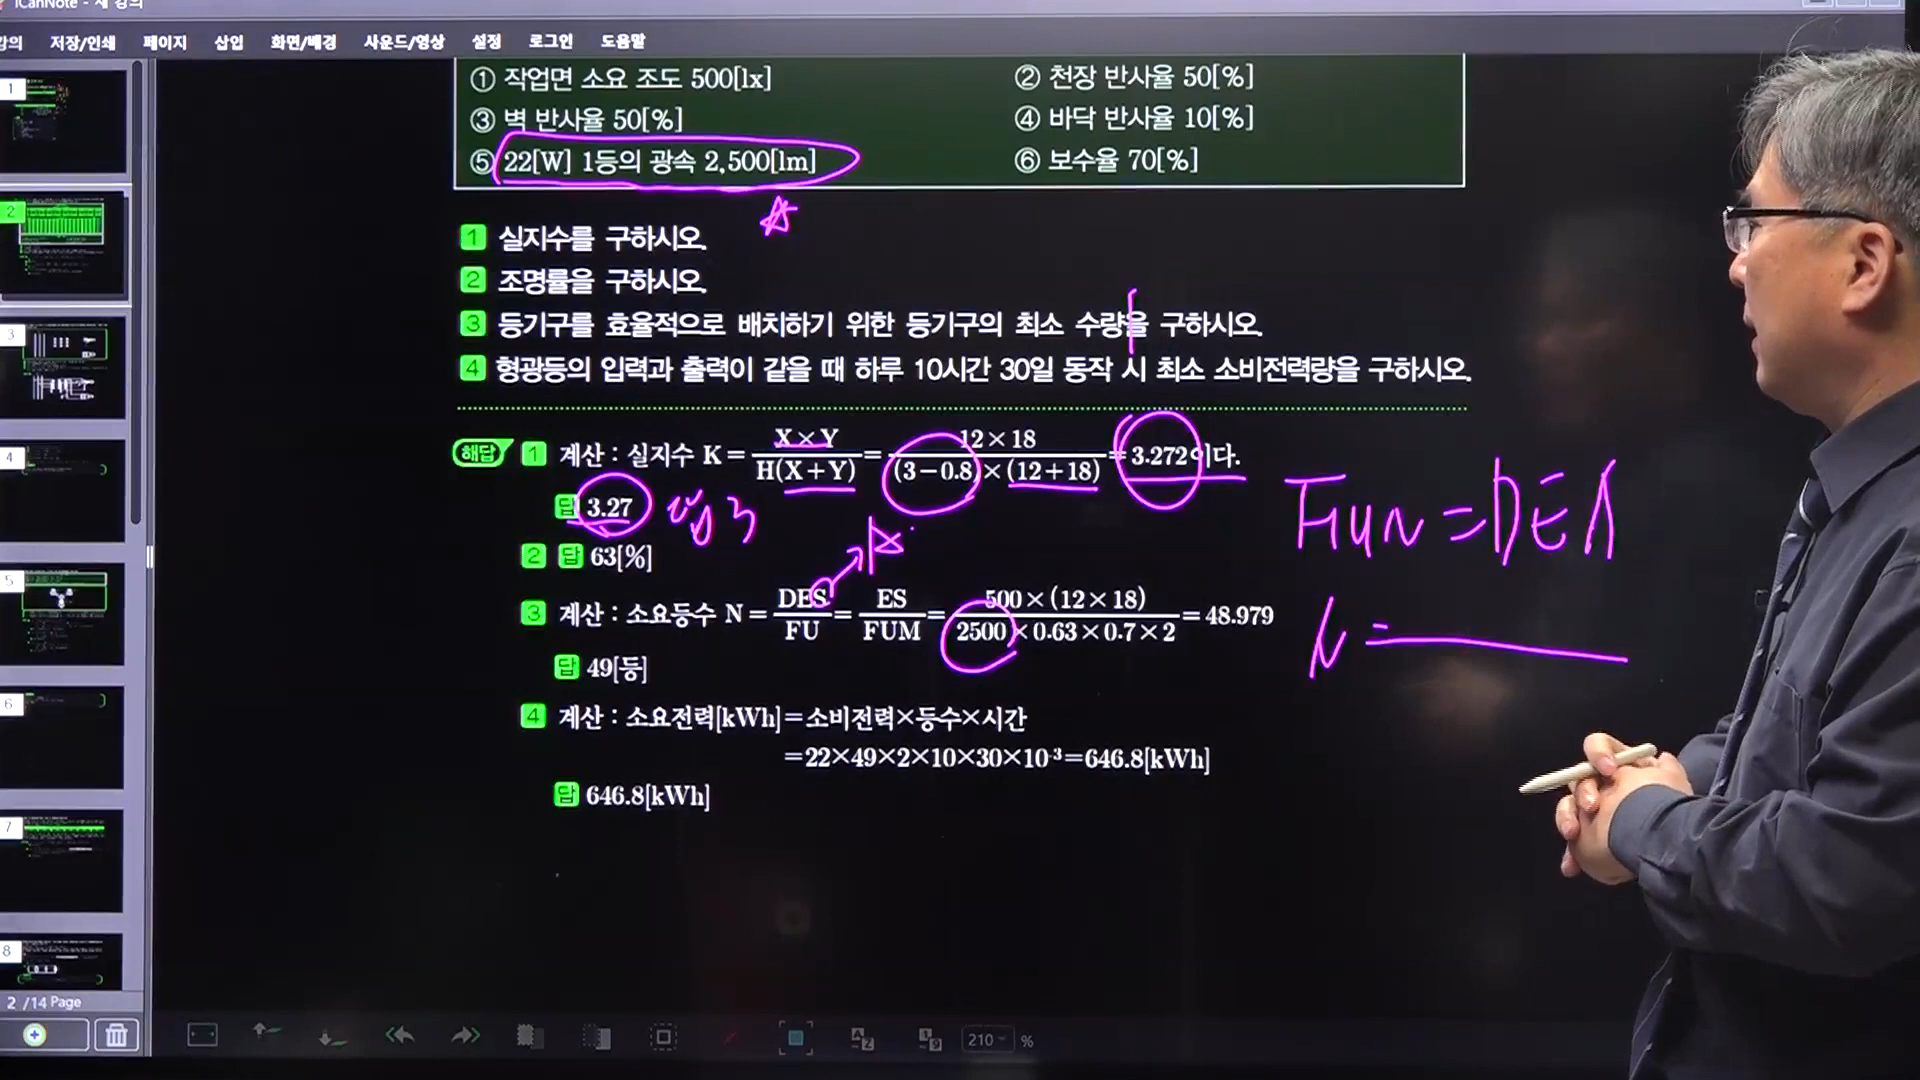 iCanNote - 새 강의
강의 저장/인쇄 페이지 삽입 화면/배경 사운드/영상 설정 로그인 도움말
① 작업면 소요 조도 500[lx] ② 천장 반사율 50[%]
③ 벽 반사율 50[%] ④ 바닥 반사율 10[%]
⑤ 22[W] 1등의 광속 2,500[lm] ⑥ 보수율 70[%]
1 실지수를 구하시오.
2 조명률을 구하시오.
3 등기구를 효율적으로 배치하기 위한 등기구의 최소 수량을 구하시오.
4 형광등의 입력과 출력이 같을 때 하루 10시간 30일 동작 시 최소 소비전력량을 구하시오.
해답 1 계산 : 실지수 K = X×Y / H(X+Y) = 12×18 / (3-0.8)×(12+18) = 3.272이다.
답 3.27
2 답 63[%]
3 계산 : 소요등수 N = DES / FU = ES / FUM = 500×(12×18) / 2500×0.63×0.7×2 = 48.979
답 49[등]
4 계산 : 소요전력[kWh]=소비전력×등수×시간
=22×49×2×10×30×10⁻³=646.8[kWh]
답 646.8[kWh]
FUN = DEA
N =
1
2
3
4
5
6
7
8
2 /14 Page
210 %